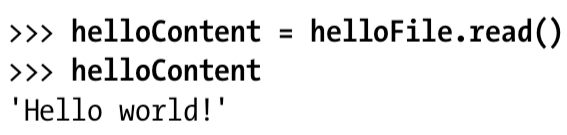 >>> helloContent = helloFile.read()
>>> helloContent
'Hello world!'